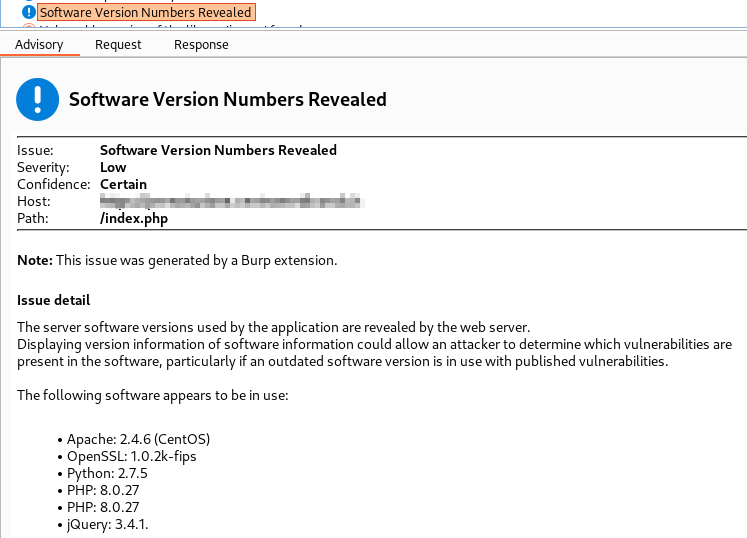 Software Version Numbers Revealed
Advisory Request Response
Software Version Numbers Revealed
Issue: Software Version Numbers Revealed
Severity: Low
Confidence: Certain
Host:
Path: /index.php
Note: This issue was generated by a Burp extension.
Issue detail
The server software versions used by the application are revealed by the web server.
Displaying version information of software information could allow an attacker to determine which vulnerabilities are
present in the software, particularly if an outdated software version is in use with published vulnerabilities.
The following software appears to be in use:
• Apache: 2.4.6 (CentOS)
• OpenSSL: 1.0.2k-fips
• Python: 2.7.5
• PHP: 8.0.27
• PHP: 8.0.27
• jQuery: 3.4.1.